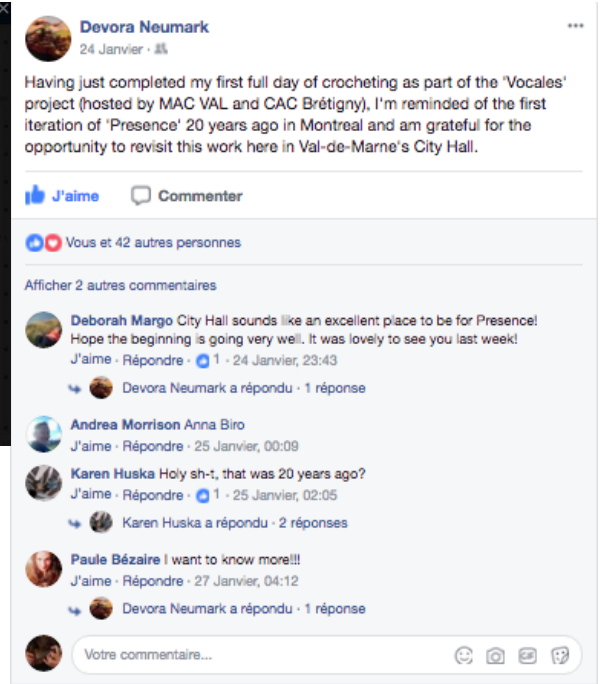 Devora Neumark
24 Janvier ·
Having just completed my first full day of crocheting as part of the 'Vocales'
project (hosted by MAC VAL and CAC Brétigny), I'm reminded of the first
iteration of 'Presence' 20 years ago in Montreal and am grateful for the
opportunity to revisit this work here in Val-de-Marne's City Hall.
J'aime Commenter
Vous et 42 autres personnes
Afficher 2 autres commentaires
Deborah Margo City Hall sounds like an excellent place to be for Presence!
Hope the beginning is going very well. It was lovely to see you last week!
J'aime · Répondre · 1 · 24 Janvier, 23:43
Devora Neumark a répondu · 1 réponse
Andrea Morrison Anna Biro
J'aime · Répondre · 25 Janvier, 00:09
Karen Huska Holy sh-t, that was 20 years ago?
J'aime · Répondre · 1 · 25 Janvier, 02:05
Karen Huska a répondu · 2 réponses
Paule Bézaire I want to know more!!!
J'aime · Répondre · 27 Janvier, 04:12
Devora Neumark a répondu · 1 réponse
Votre commentaire... GIF